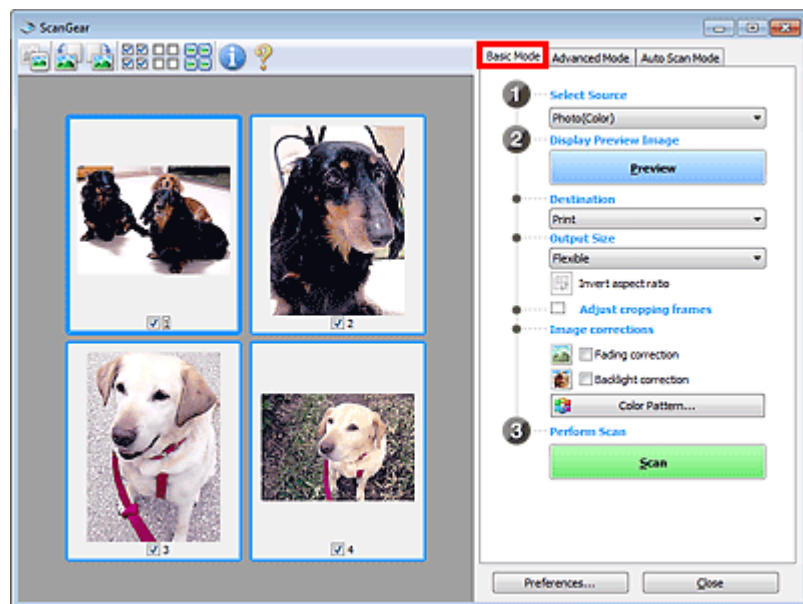 ScanGear
Basic Mode
Advanced Mode
Auto Scan Mode
1
Select Source
Photo(Color)
2
Display Preview Image
Preview
Destination
Print
Output Size
Flexible
Invert aspect ratio
Adjust cropping frames
Image corrections
Fading correction
Backlight correction
Color Pattern...
3
Perform Scan
Scan
1
2
3
4
Preferences...
Close